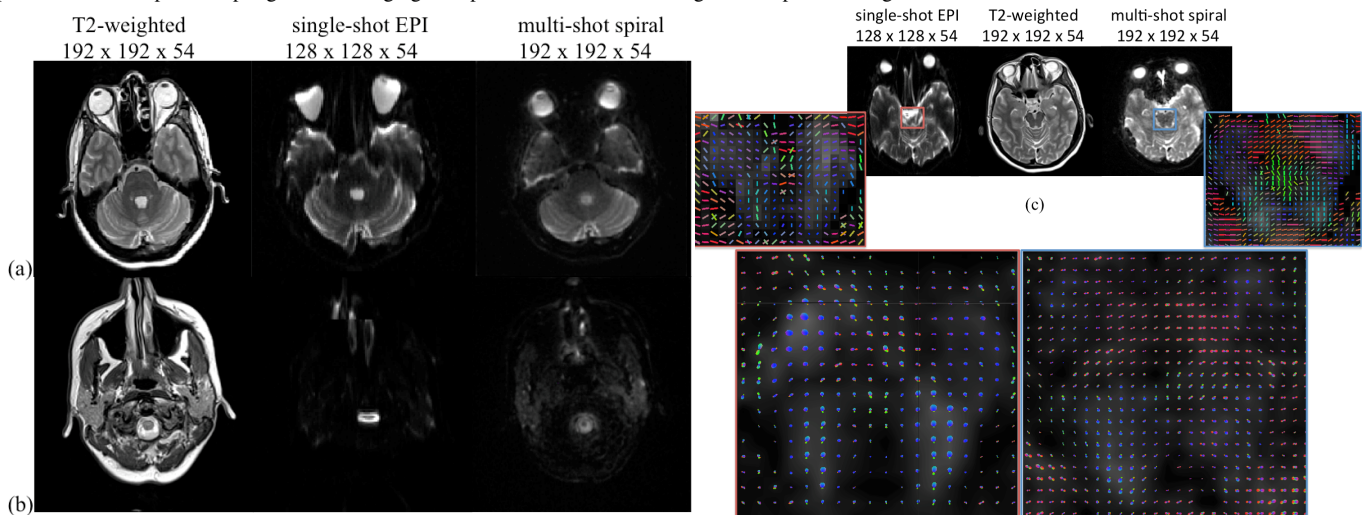 T2-weighted
192 x 192 x 54
single-shot EPI
128 x 128 x 54
multi-shot spiral
192 x 192 x 54
(a)
(b)
single-shot EPI
128 x 128 x 54
T2-weighted
192 x 192 x 54
multi-shot spiral
192 x 192 x 54
(c)